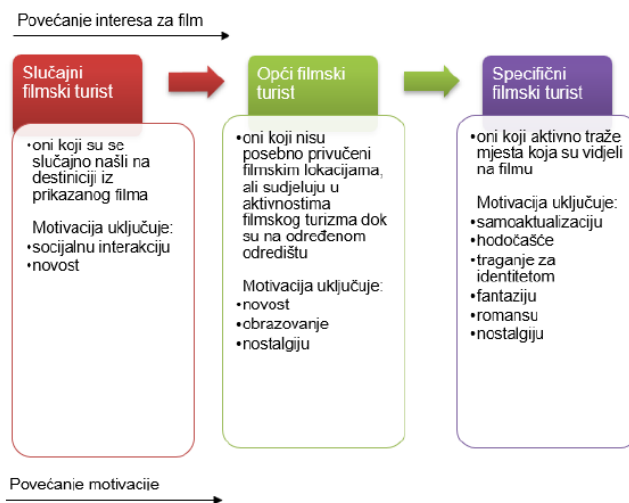 Povećanje interesa za film
Slučajni
filmski turist
•oni koji su se
slučajno našli na
destiniciji iz
prikazanog filma
Motivacija uključuje:
•socijalnu interakciju
•novost
Opći filmski
turist
•oni koji nisu
posebno privučeni
filmskim lokacijama,
ali sudjeluju u
aktivnostima
filmskog turizma dok
su na određenom
odredištu
Motivacija uključuje:
•novost
•obrazovanje
•nostalgiju
Specifični
filmski turist
•oni koji aktivno traže
mjesta koja su vidjeli
na filmu
Motivacija uključuje:
•samoaktualizaciju
•hodočašće
•traganje za
identitetom
•fantaziju
•romansu
•nostalgiju
Povećanje motivacije